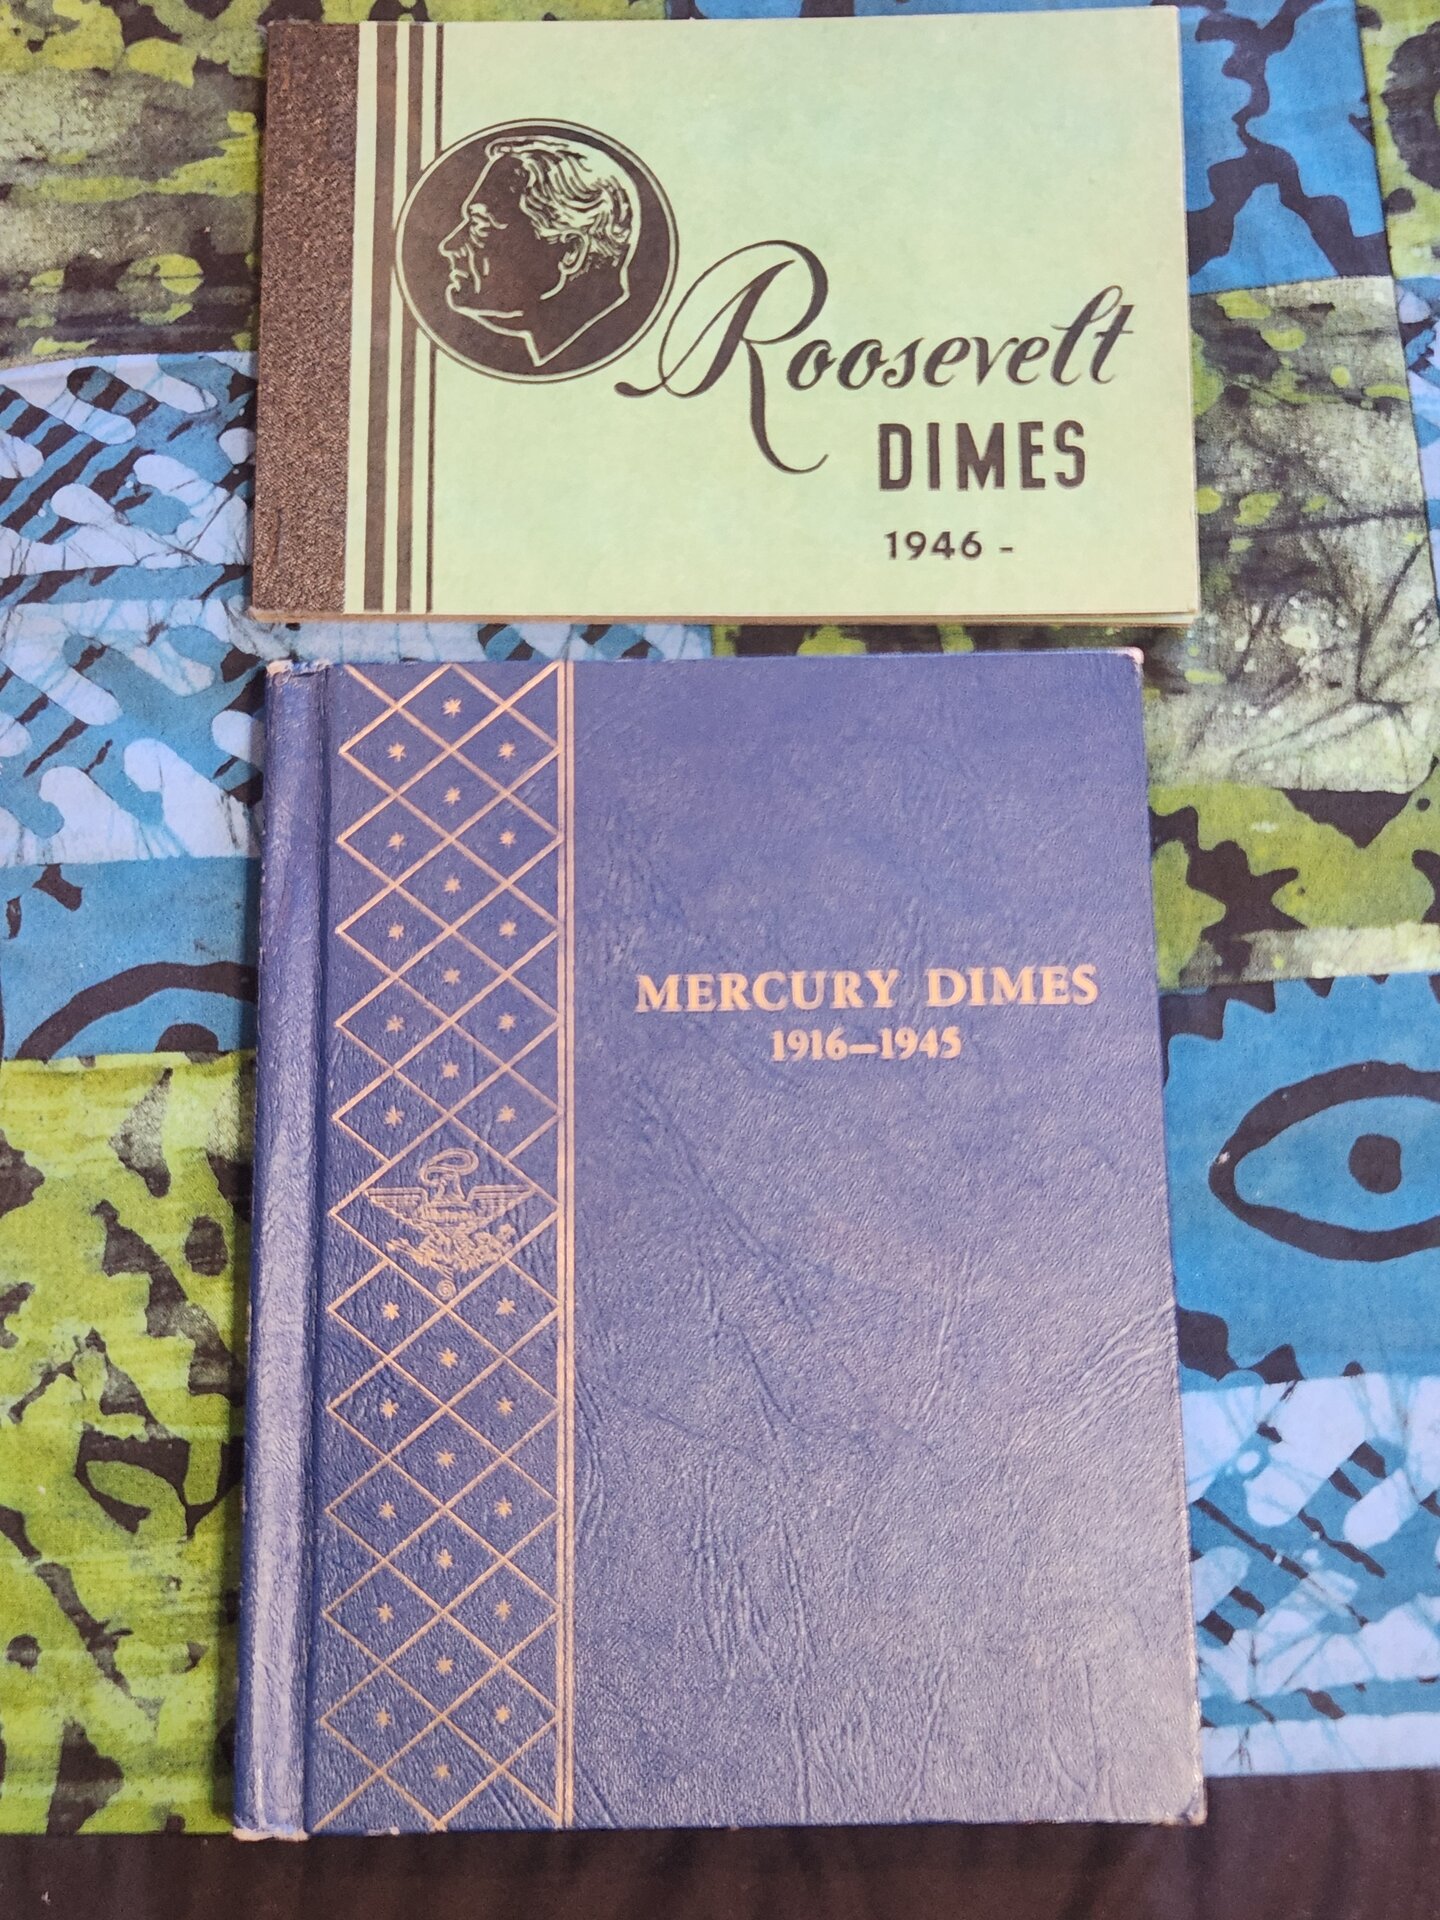 Roosevelt
DIMES
1946 -
MERCURY DIMES
1916–1945
©